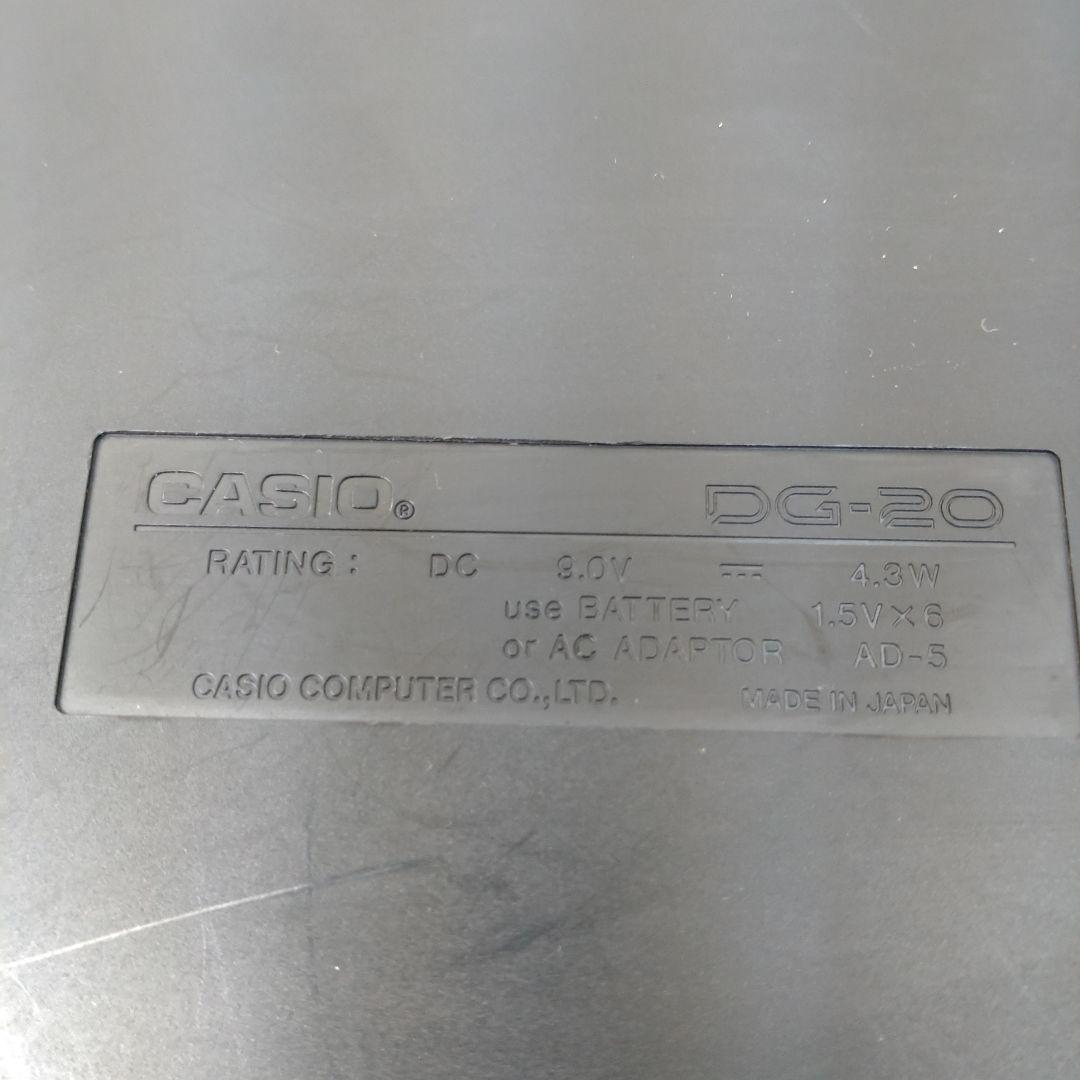 CASIO® DG-20
RATING : DC 9.0V ⎓ 4.3W
use BATTERY 1.5V×6
or AC ADAPTOR AD-5
CASIO COMPUTER CO.,LTD. MADE IN JAPAN